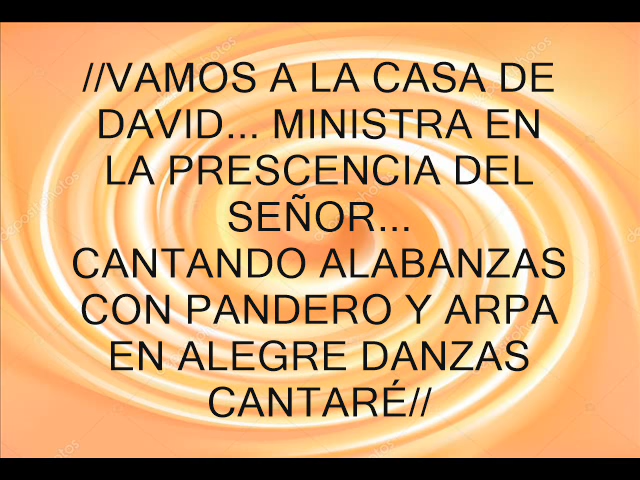 //VAMOS A LA CASA DE
DAVID... MINISTRA EN
LA PRESCENCIA DEL
SEÑOR...
CANTANDO ALABANZAS
CON PANDERO Y ARPA
EN ALEGRE DANZAS
CANTARÉ//